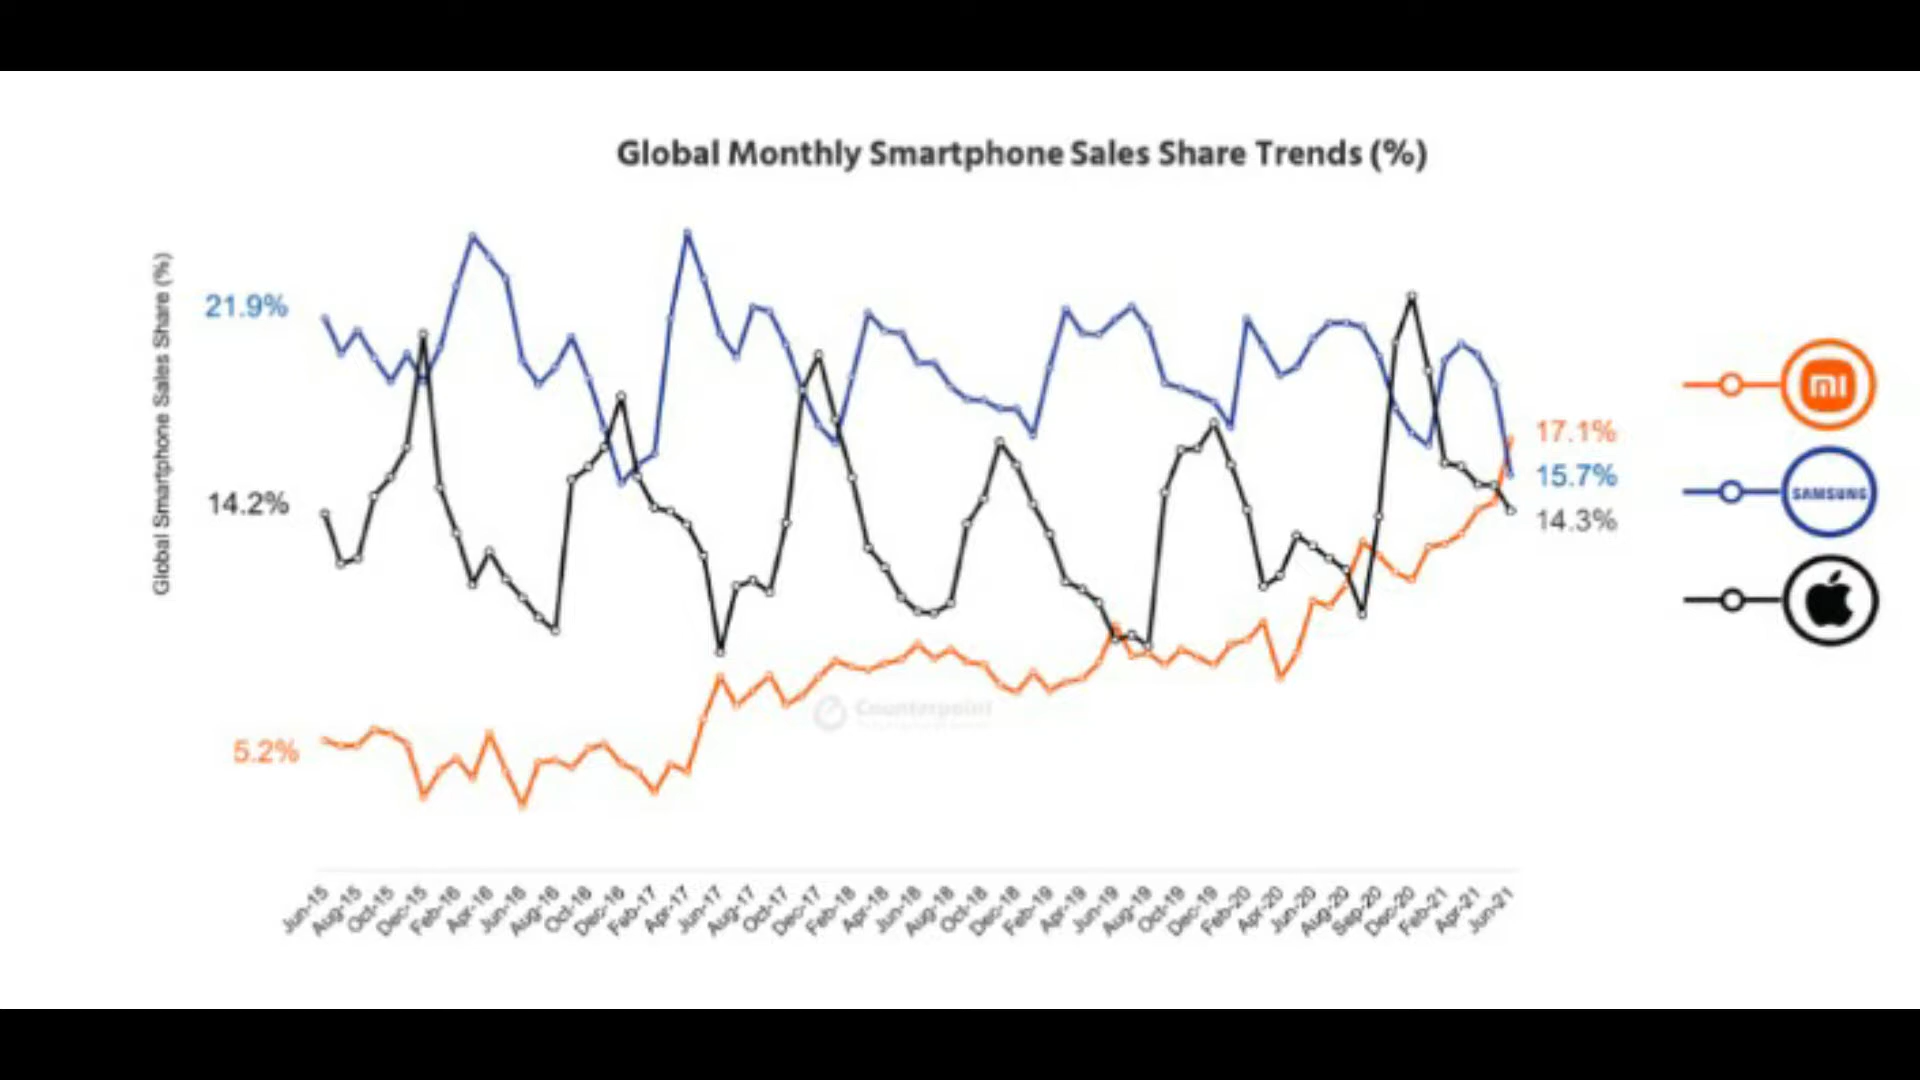 Global Monthly Smartphone Sales Share Trends (%)
Global Smartphone Sales Share (%)
21.9%
14.2%
5.2%
17.1%
15.7%
14.3%
mi
SAMSUNG
Counterpoint
Jun-15
Aug-15
Oct-15
Dec-15
Feb-16
Apr-16
Jun-16
Aug-16
Oct-16
Dec-16
Feb-17
Apr-17
Jun-17
Aug-17
Oct-17
Dec-17
Feb-18
Apr-18
Jun-18
Aug-18
Oct-18
Dec-18
Feb-19
Apr-19
Jun-19
Aug-19
Oct-19
Dec-19
Feb-20
Apr-20
Jun-20
Aug-20
Sep-20
Dec-20
Feb-21
Apr-21
Jun-21